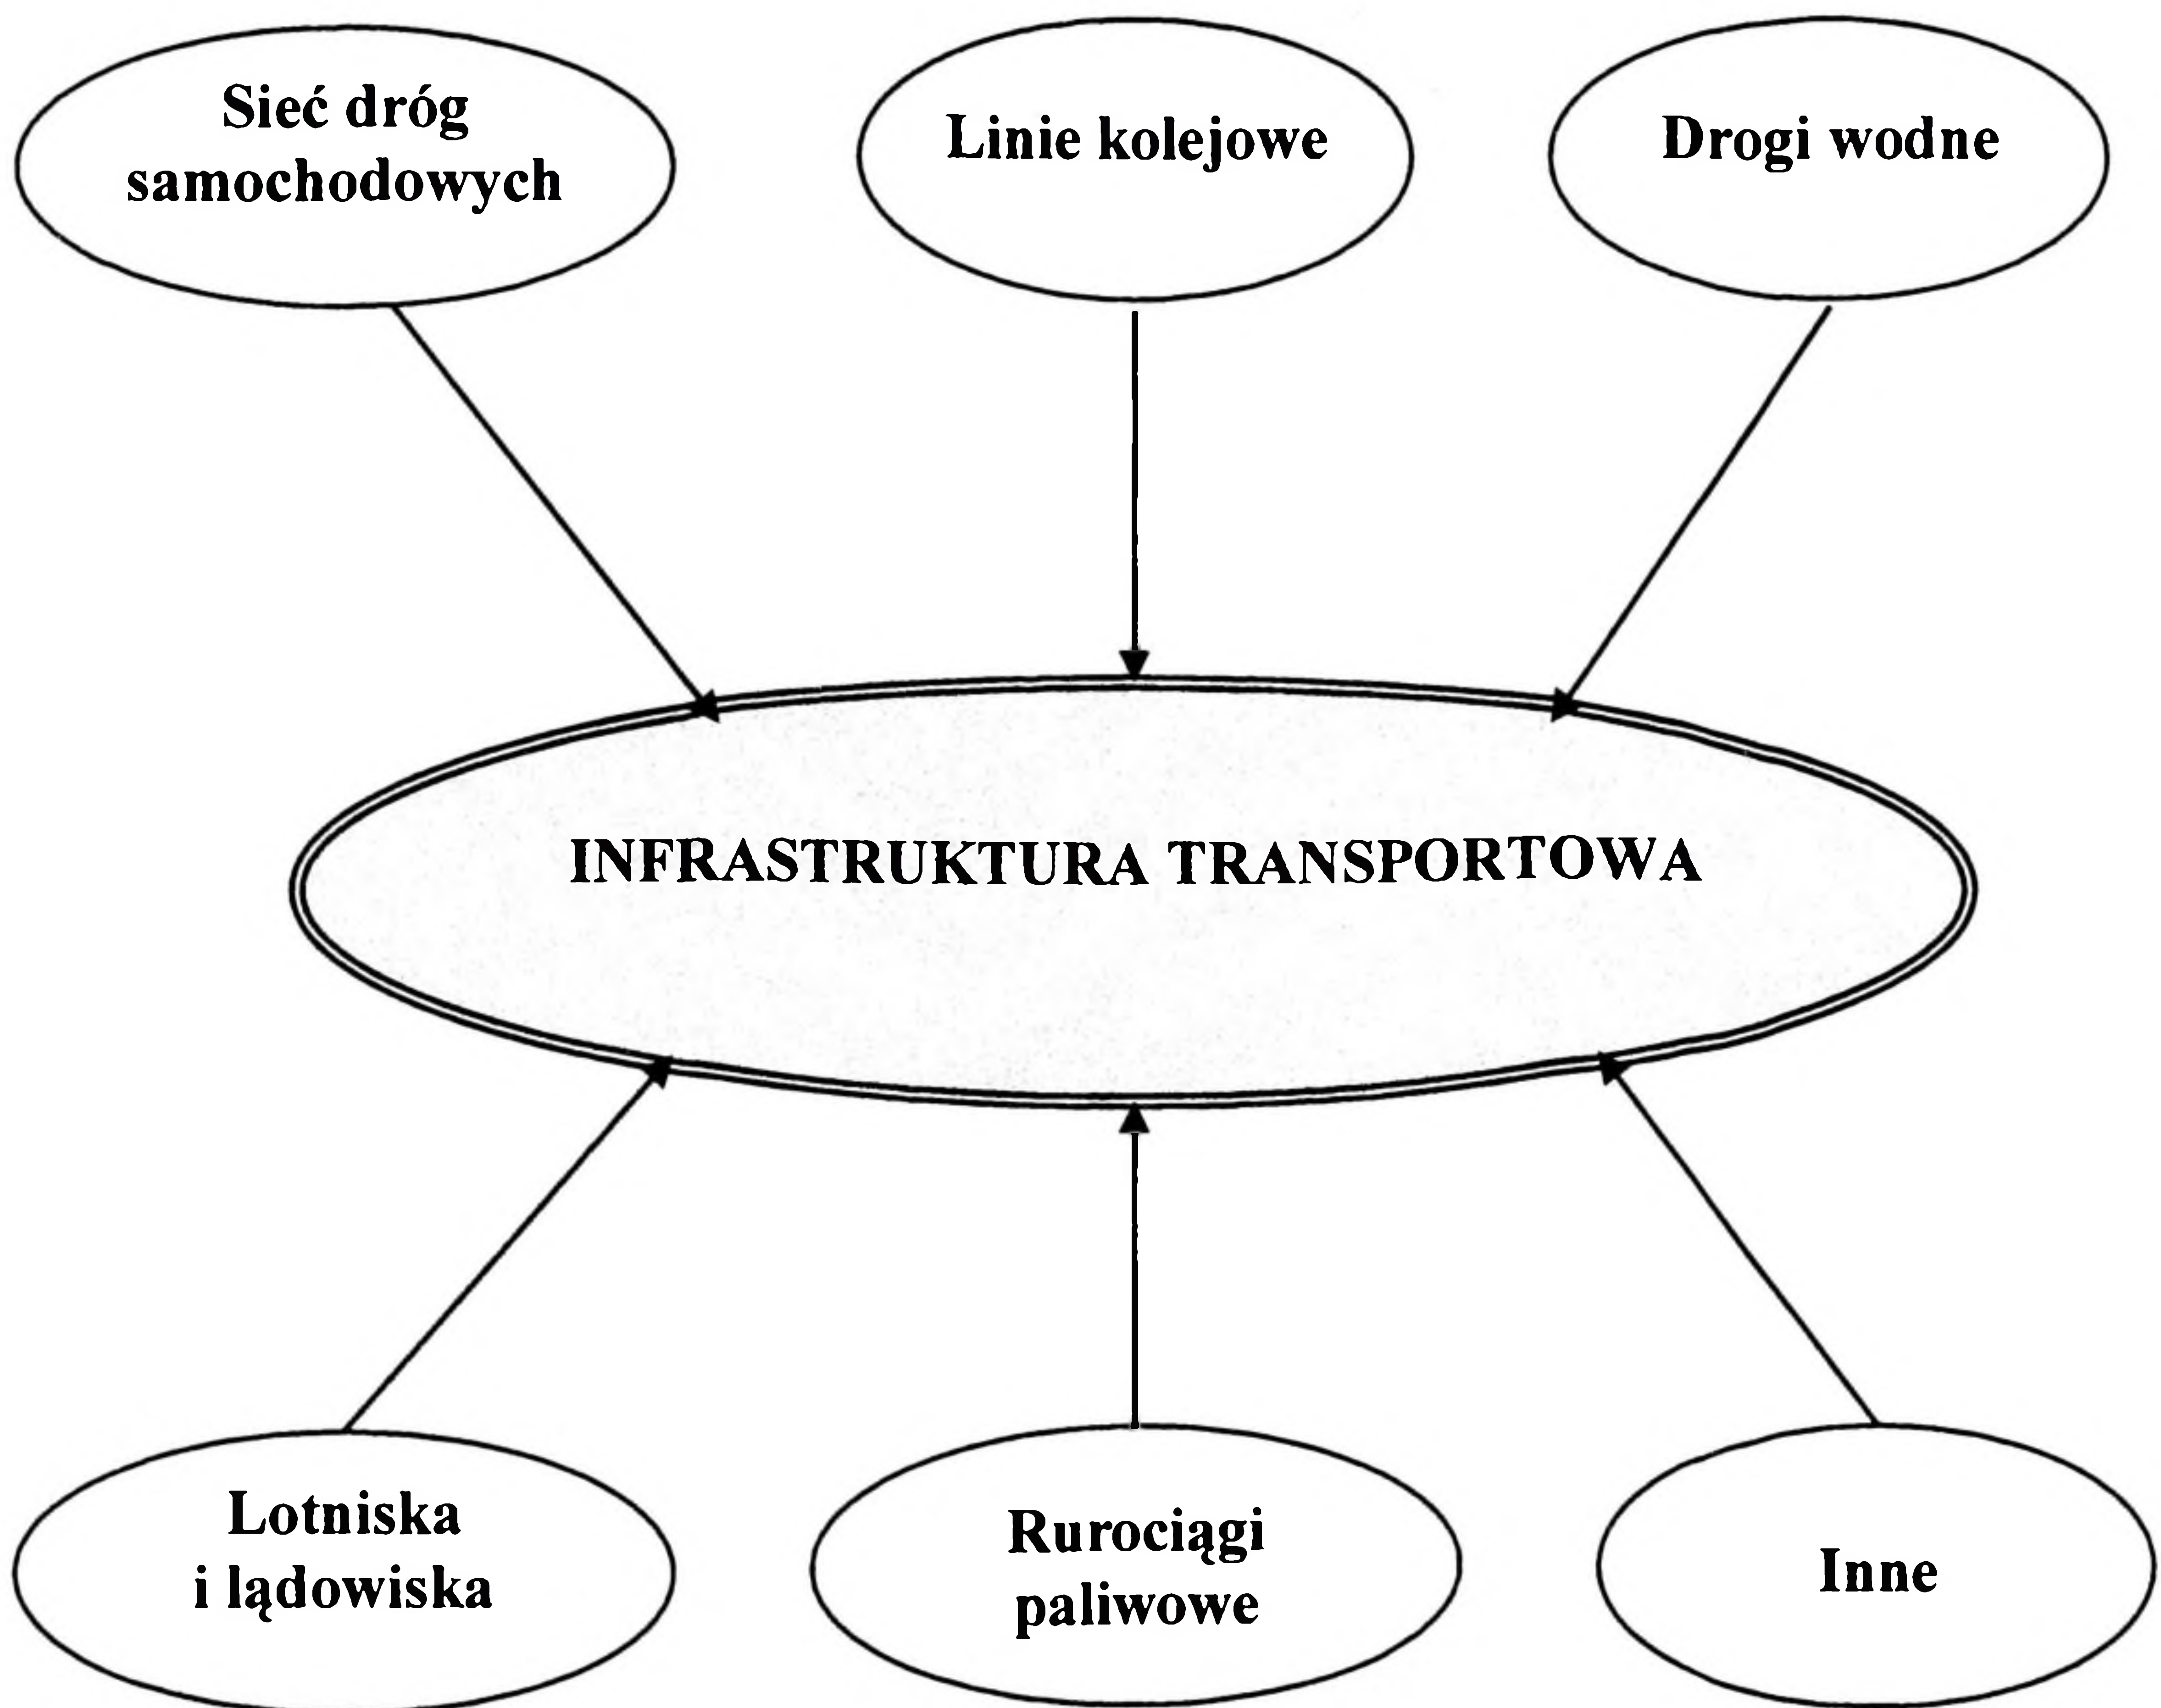 Sieć dróg
samochodowych
Linie kolejowe
Drogi wodne
INFRASTRUKTURA TRANSPORTOWA
Lotniska
i lądowiska
Rurociągi
paliwowe
Inne